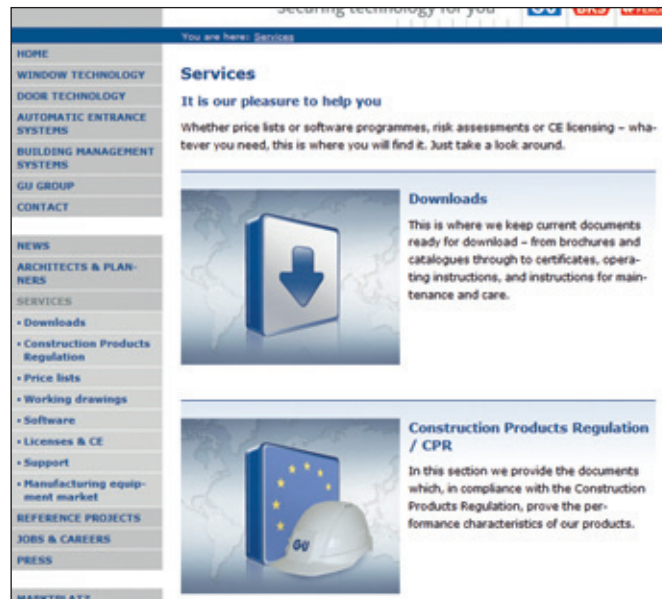 Securing technology for you
GU BKS
You are here: Services
HOME
WINDOW TECHNOLOGY
DOOR TECHNOLOGY
AUTOMATIC ENTRANCE
SYSTEMS
BUILDING MANAGEMENT
SYSTEMS
GU GROUP
CONTACT
NEWS
ARCHITECTS & PLAN-
NERS
SERVICES
• Downloads
• Construction Products
Regulation
• Price lists
• Working drawings
• Software
• Licenses & CE
• Support
• Manufacturing equip-
ment market
REFERENCE PROJECTS
JOBS & CAREERS
PRESS
MARKTPLATZ
Services
It is our pleasure to help you
Whether price lists or software programmes, risk assessments or CE licensing – wha-
tever you need, this is where you will find it. Just take a look around.
Downloads
This is where we keep current documents
ready for download – from brochures and
catalogues through to certificates, opera-
ting instructions, and instructions for main-
tenance and care.
Construction Products Regulation
/ CPR
In this section we provide the documents
which, in compliance with the Construction
Products Regulation, prove the per-
formance characteristics of our products.
GU